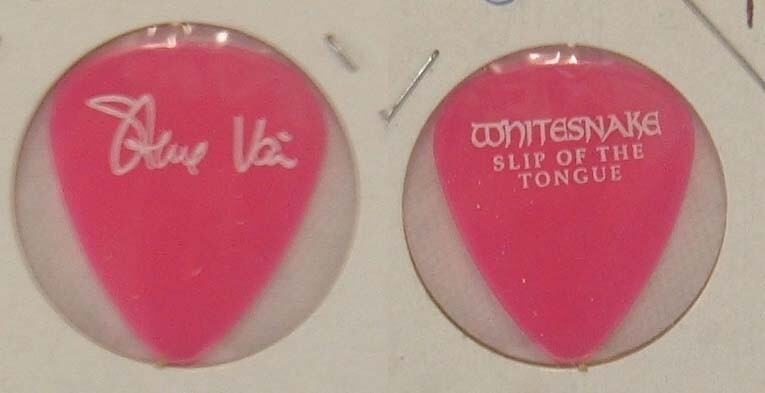 Steve Vai
WHITESNAKE
SLIP OF THE
TONGUE